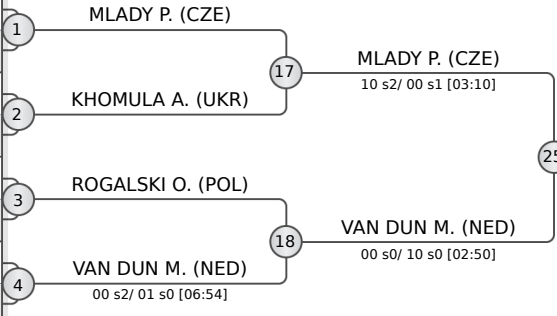 MLADY P. (CZE)
1
MLADY P. (CZE)
17
10 s2/ 00 s1 [03:10]
KHOMULA A. (UKR)
2
25
ROGALSKI O. (POL)
3
VAN DUN M. (NED)
18
00 s0/ 10 s0 [02:50]
VAN DUN M. (NED)
4
00 s2/ 01 s0 [06:54]